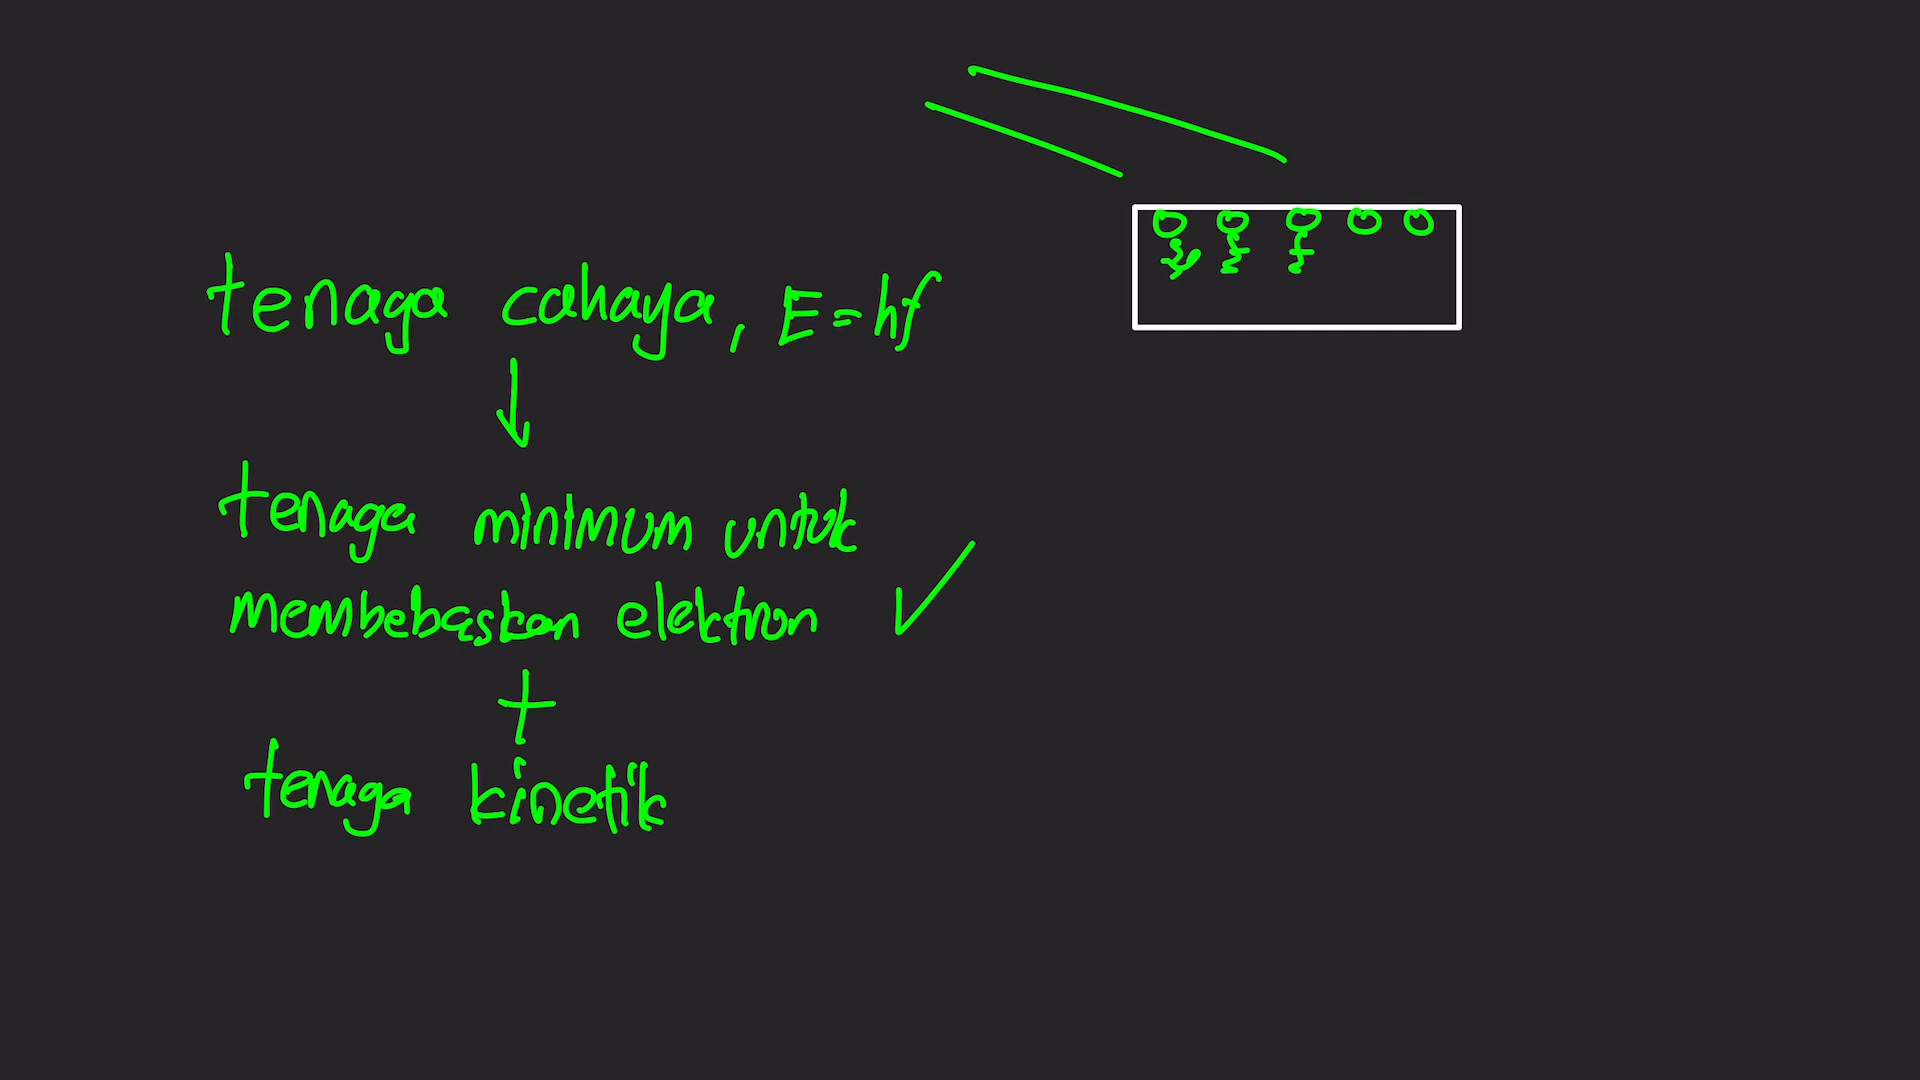 tenaga cahaya, E=hf
↓
tenaga minimum untuk
membebaskan elektron ✓
+
tenaga kinetik